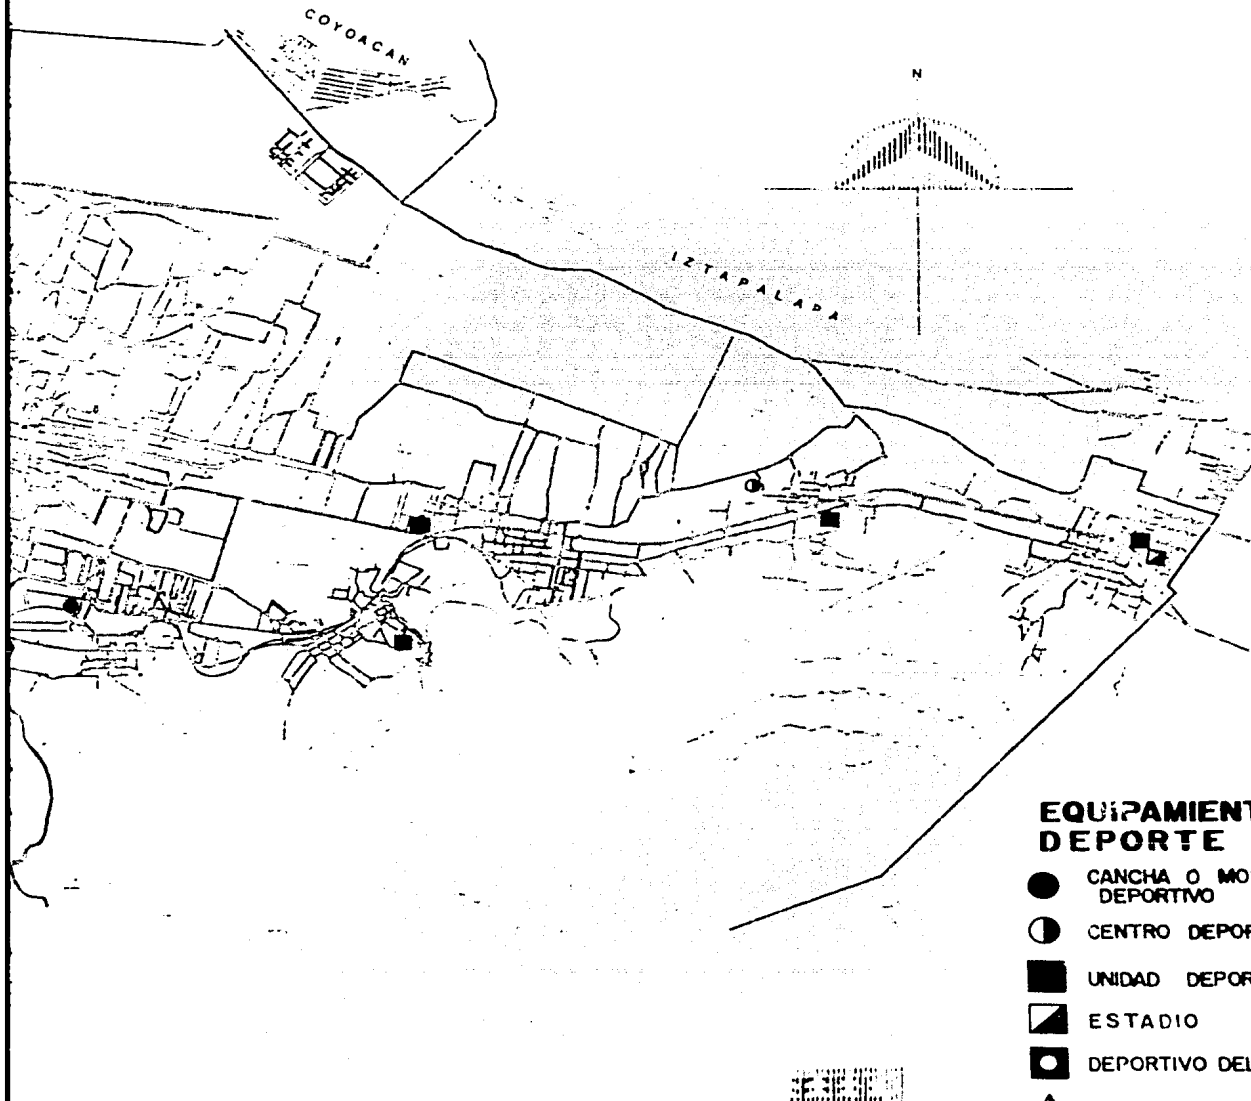 COYOACAN
N
IZTAPALAPA
EQUIPAMIENT
DEPORTE
CANCHA O MO
DEPORTIVO
CENTRO DEPOR
UNIDAD DEPOR
ESTADIO
DEPORTIVO DEL